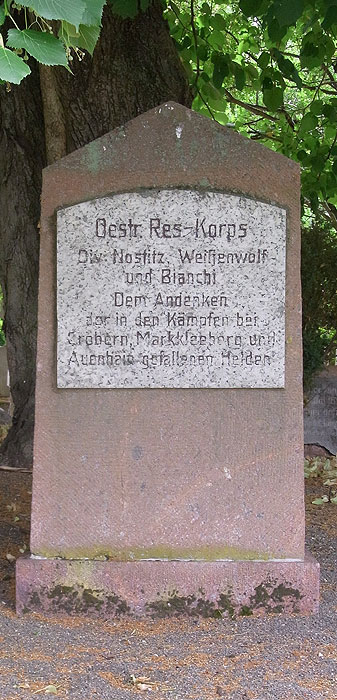 Oestr. Res-Korps
Div. Nostitz, Weißenwolf
und Bianchi
Dem Andenken
der in den Kämpfen bei
Cröbern, Markkleeberg und
Auenhain gefallenen Helden